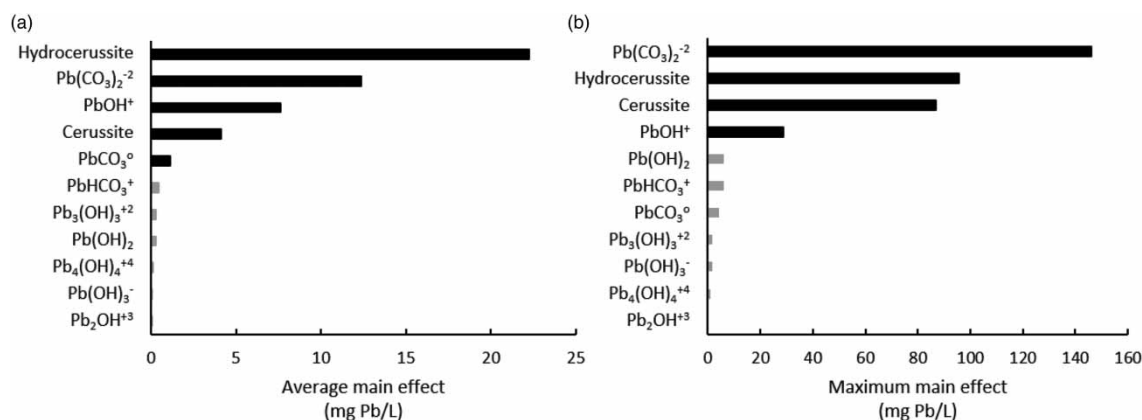 (a)
Hydrocerussite
Pb(CO₃)₂⁻²
PbOH⁺
Cerussite
PbCO₃⁰
PbHCO₃⁺
Pb₃(OH)₃⁺²
Pb(OH)₂
Pb₄(OH)₄⁺⁴
Pb(OH)₃⁻
Pb₂OH⁺³
0 5 10 15 20 25
Average main effect
(mg Pb/L)
(b)
Pb(CO₃)₂⁻²
Hydrocerussite
Cerussite
PbOH⁺
Pb(OH)₂
PbHCO₃⁺
PbCO₃⁰
Pb₃(OH)₃⁺²
Pb(OH)₃⁻
Pb₄(OH)₄⁺⁴
Pb₂OH⁺³
0 20 40 60 80 100 120 140 160
Maximum main effect
(mg Pb/L)